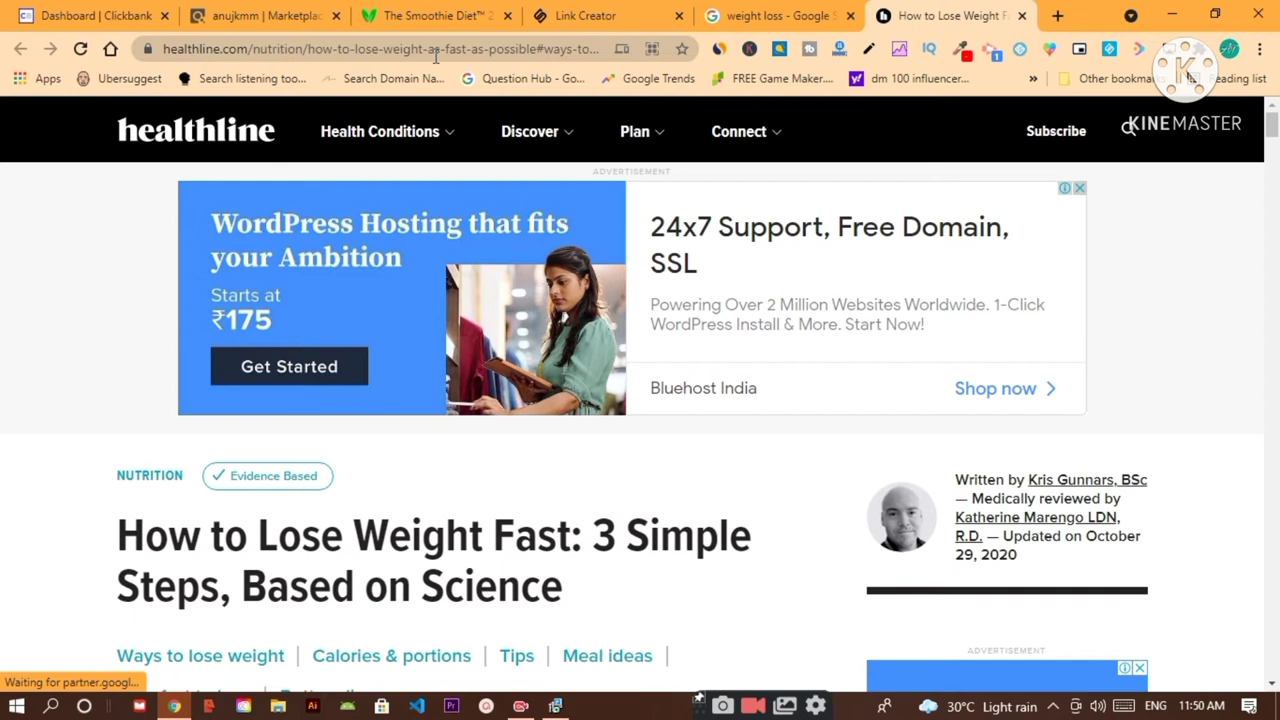 Dashboard | Clickbank
anujkmm | Marketplac
The Smoothie Diet™ 2
Link Creator
weight loss - Google S
How to Lose Weight F
healthline.com/nutrition/how-to-lose-weight-as-fast-as-possible#ways-to...
Apps
Ubersuggest
Search listening too...
Search Domain Na...
Question Hub - Go...
Google Trends
FREE Game Maker....
dm 100 influencer...
»
Other bookmarks
Reading list
healthline
Health Conditions
Discover
Plan
Connect
Subscribe
KINEMASTER
ADVERTISEMENT
WordPress Hosting that fits
your Ambition
Starts at
₹175
Get Started
24x7 Support, Free Domain,
SSL
Powering Over 2 Million Websites Worldwide. 1-Click
WordPress Install & More. Start Now!
Bluehost India
Shop now
NUTRITION
Evidence Based
How to Lose Weight Fast: 3 Simple
Steps, Based on Science
Written by Kris Gunnars, BSc
— Medically reviewed by
Katherine Marengo LDN,
R.D. — Updated on October
29, 2020
Ways to lose weight | Calories & portions | Tips | Meal ideas |
ADVERTISEMENT
Waiting for partner.googl...
30°C Light rain
ENG
11:50 AM